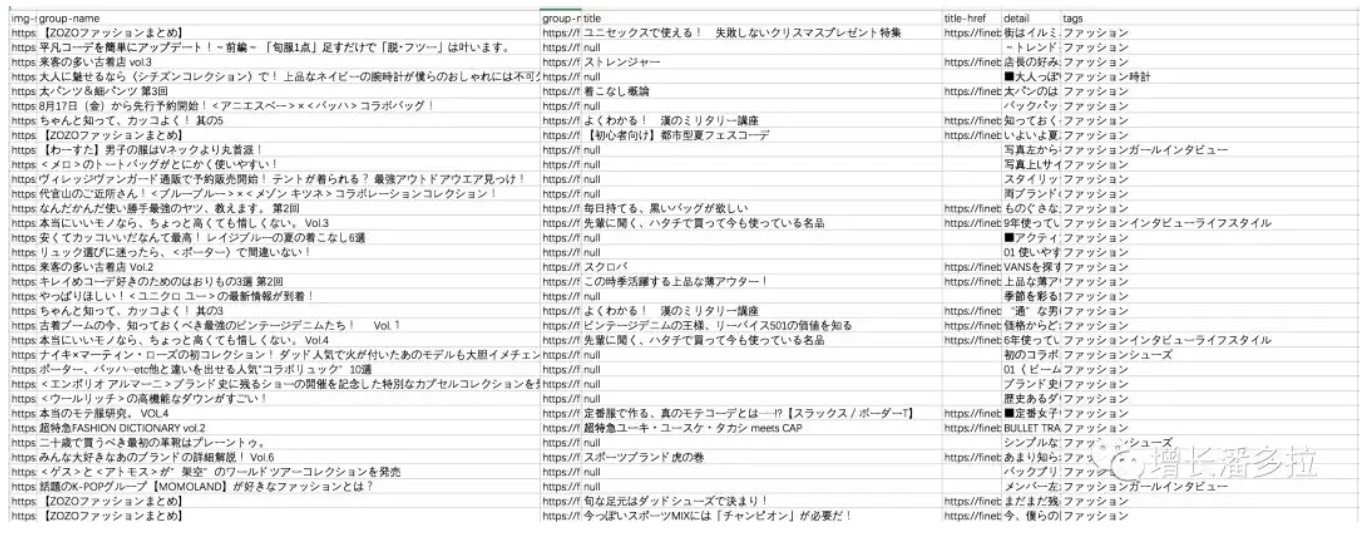 img- group-name group-r title title-href detail tags
https: 【ZOZOファッションまとめ】 https://f ユニセックスで使える！ 失敗しないクリスマスプレゼント特集 https://fineb 街はイルミ ファッション
https: 平凡コーデを簡単にアップデート！～前編～ 「旬服1点」足すだけで「脱・フツー」は叶います。 https://f null ～トレンド ファッション
https: 来客の多い古着店 vol.3 https://f ストレンジャー https://fineb 店長の好み ファッション
https: 大人に魅せるなら〈シチズンコレクション〉で！ 上品なネイビーの腕時計が僕らのおしゃれには不可欠 https://f null ■大人っぽ ファッション時計
https: 太パンツ＆細パンツ 第3回 https://f 着こなし概論 https://fineb 太パンのは ファッション
https: 8月17日（金）から先行予約開始！＜アニエスベー＞×＜バッハ＞コラボバッグ！ https://f null バックパッ ファッション
https: ちゃんと知って、カッコよく！ 其の5 https://f よくわかる！ 漢のミリタリー講座 https://fineb 知っておく ファッション
https: 【ZOZOファッションまとめ】 https://f 【初心者向け】都市型夏フェスコーデ https://fineb いよいよ夏 ファッション
https: 【わーすた】男子の服はVネックより丸首派！ https://f null 写真左から ファッションガールインタビュー
https: ＜メロ＞のトートバッグがとにかく使いやすい！ https://f null 写真上Lサイ ファッション
https: ヴィレッジヴァンガード通販で予約販売開始！ テントが着られる？ 最強アウトドアウエア見っけ！ https://f null スタイリッ ファッション
https: 代官山のご近所さん！＜ブルーブルー＞×＜メゾン キツネ＞コラボレーションコレクション！ https://f null 両ブランド ファッション
https: なんだかんだ使い勝手最強のヤツ、教えます。 第2回 https://f 毎日持てる、黒いバッグが欲しい https://fineb ものぐさな ファッション
https: 本当にいいモノなら、ちょっと高くても惜しくない。 Vol.3 https://f 先輩に聞く、ハタチで買って今も使っている名品 https://fineb 9年使ってい ファッションインタビューライフスタイル
https: 安くてカッコいいだなんて最高！ レイジブルーの夏の着こなし6選 https://f null ■アクティ ファッション
https: リュック選びに迷ったら、＜ポーター〉で間違いない！ https://f null 01 使いやす ファッション
https: 来客の多い古着店 Vol.2 https://f スクロバ https://fineb VANSを探す ファッション
https: キレイめコーデ好きのためのはおりもの3選 第2回 https://f この時季活躍する上品な薄アウター！ https://fineb 上品な薄ア ファッション
https: やっぱりほしい！＜ユニクロ ユー＞の最新情報が到着！ https://f null 季節を彩る ファッション
https: ちゃんと知って、カッコよく！ 其の3 https://f よくわかる！ 漢のミリタリー講座 https://fineb “通”な男 ファッション
https: 古着ブームの今、知っておくべき最強のビンテージデニムたち！ Vol. 1 https://f ビンテージデニムの王様、リーバイス501の価値を知る https://fineb 価格からど ファッション
https: 本当にいいモノなら、ちょっと高くても惜しくない。 Vol.4 https://f 先輩に聞く、ハタチで買って今も使っている名品 https://fineb 6年使ってい ファッションインタビューライフスタイル
https: ナイキ×マーティン・ローズの初コレクション！ ダッド人気で火が付いたあのモデルも大胆イメチェン https://f null 初のコラボ ファッションシューズ
https: ポーター、バッハ…etc他と違いを出せる人気“コラボリュック”10選 https://f null 01〈 ビーム ファッション
https: ＜エンポリオ アルマーニ＞ブランド史に残るショーの開催を記念した特別なカプセルコレクションを https://f null ブランド史 ファッション
https: ＜ウールリッチ＞の高機能なダウンがすごい！ https://f null 歴史あるダ ファッション
https: 本当のモテ服研究。 VOL.4 https://f 定番服で作る、真のモテコーデとは……!?【スラックス / ボーダーT】 https://fineb ■定番女子 ファッション
https: 超特急FASHION DICTIONARY vol.2 https://f 超特急ユーキ・ユースケ・タカシ meets CAP https://fineb BULLET TRA ファッション
https: 二十歳で買うべき最初の革靴はプレーントゥ。 https://f null シンプルな ファッションシューズ
https: みんな大好きなあのブランドの詳細解説！ Vol.6 https://f スポーツブランド虎の巻 https://fineb あまり知ら ファッション
https: ＜ゲス＞と＜アトモス＞が“架空”のワールドツアーコレクションを発売 https://f null バックプリ ファッション
https: 話題のK-POPグループ【MOMOLAND】が好きなファッションとは？ https://f null メンバー左 ファッションガールインタビュー
https: 【ZOZOファッションまとめ】 https://f 旬な足元はダッドシューズで決まり！ https://fineb まだまだ残 ファッション
https: 【ZOZOファッションまとめ】 https://f 今っぽいスポーツMIXには「チャンピオン」が必要だ！ https://fineb 今、僕らの ファッション
增长潘多拉